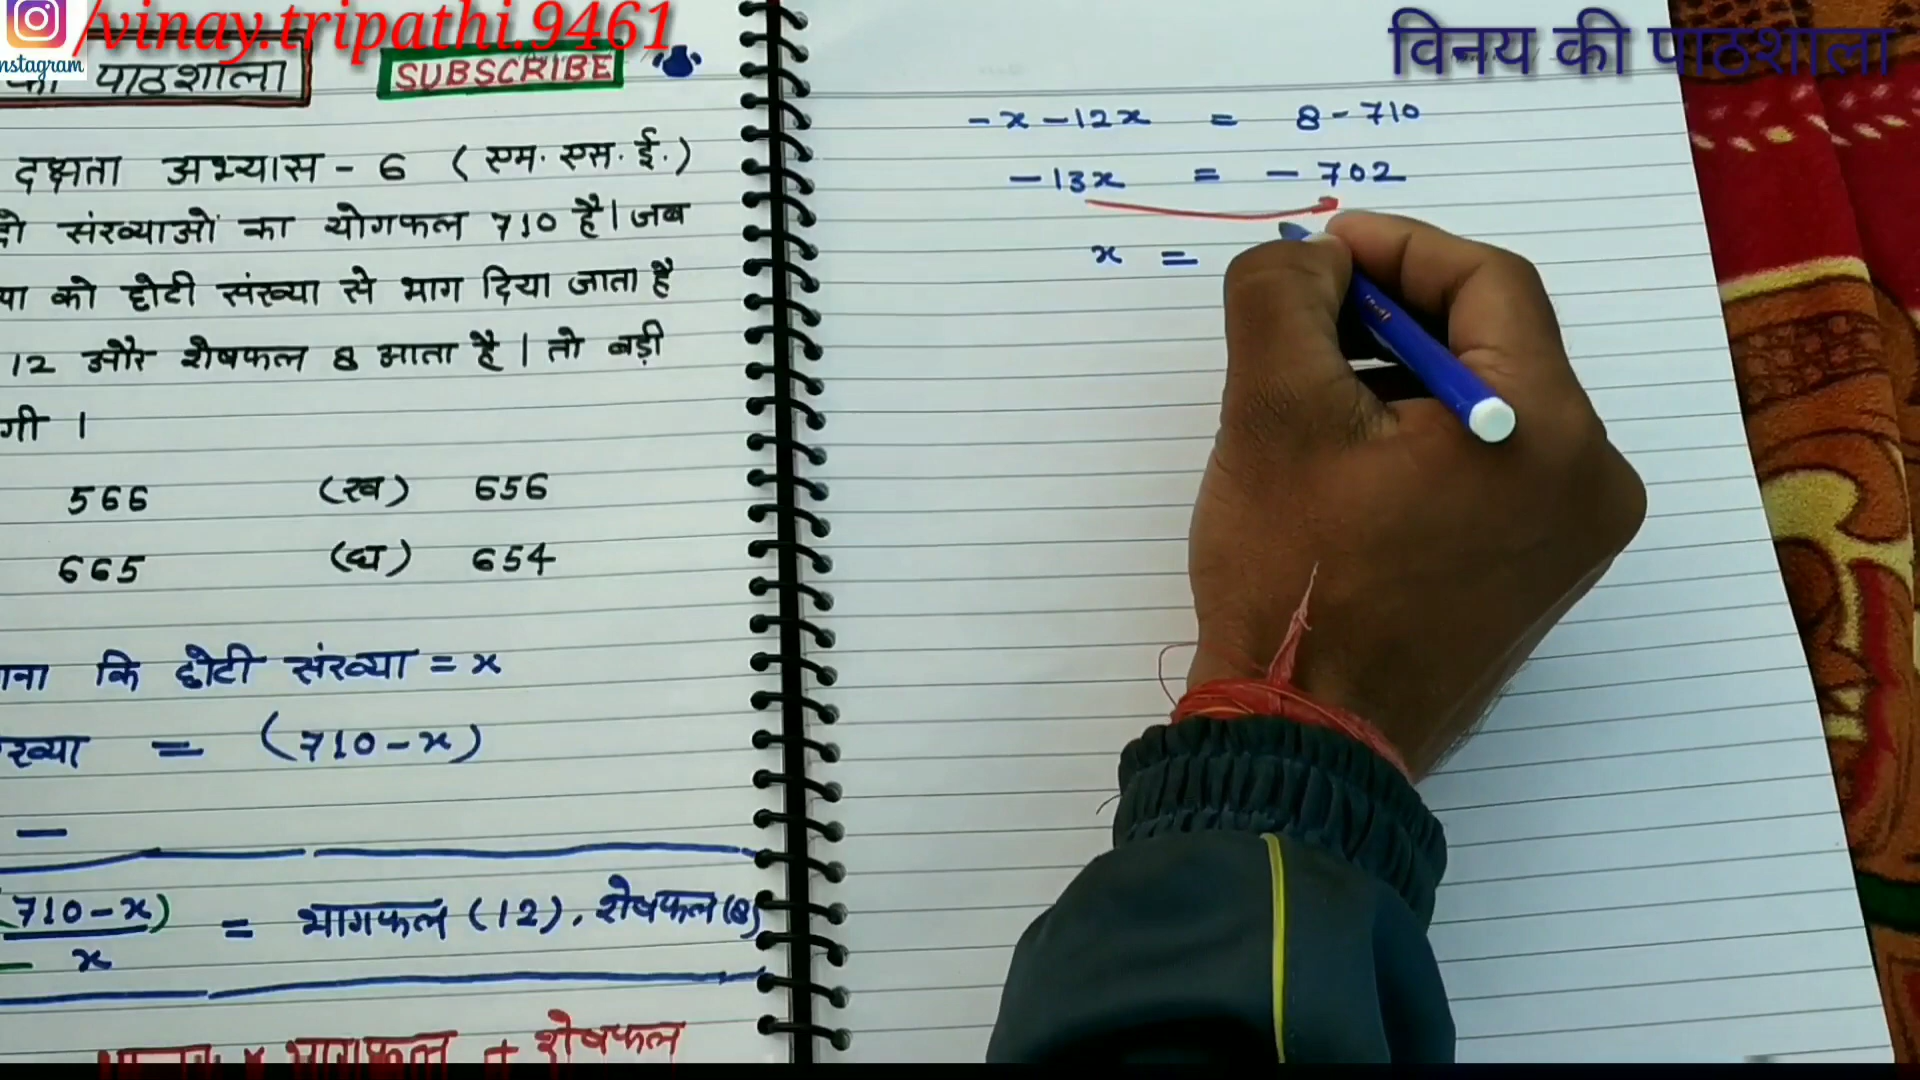 /vinay.tripathi.9461
Instagram
विनय की पाठशाला
की पाठशाला
SUBSCRIBE
दक्षता अभ्यास - 6 (एम. एस. ई.)
दो संख्याओं का योगफल 710 है। जब
को छोटी संख्या से भाग दिया जाता है
12 और शेषफल 8 आता है। तो बड़ी
गी ।
566 (ख) 656
665 (घ) 654
कि छोटी संख्या = x
ख्या = (710 - x)
(710 - x)
x
= भागफल (12), शेषफल (8)
भागफल + शेषफल
-x - 12x = 8 - 710
-13x = -702
x =